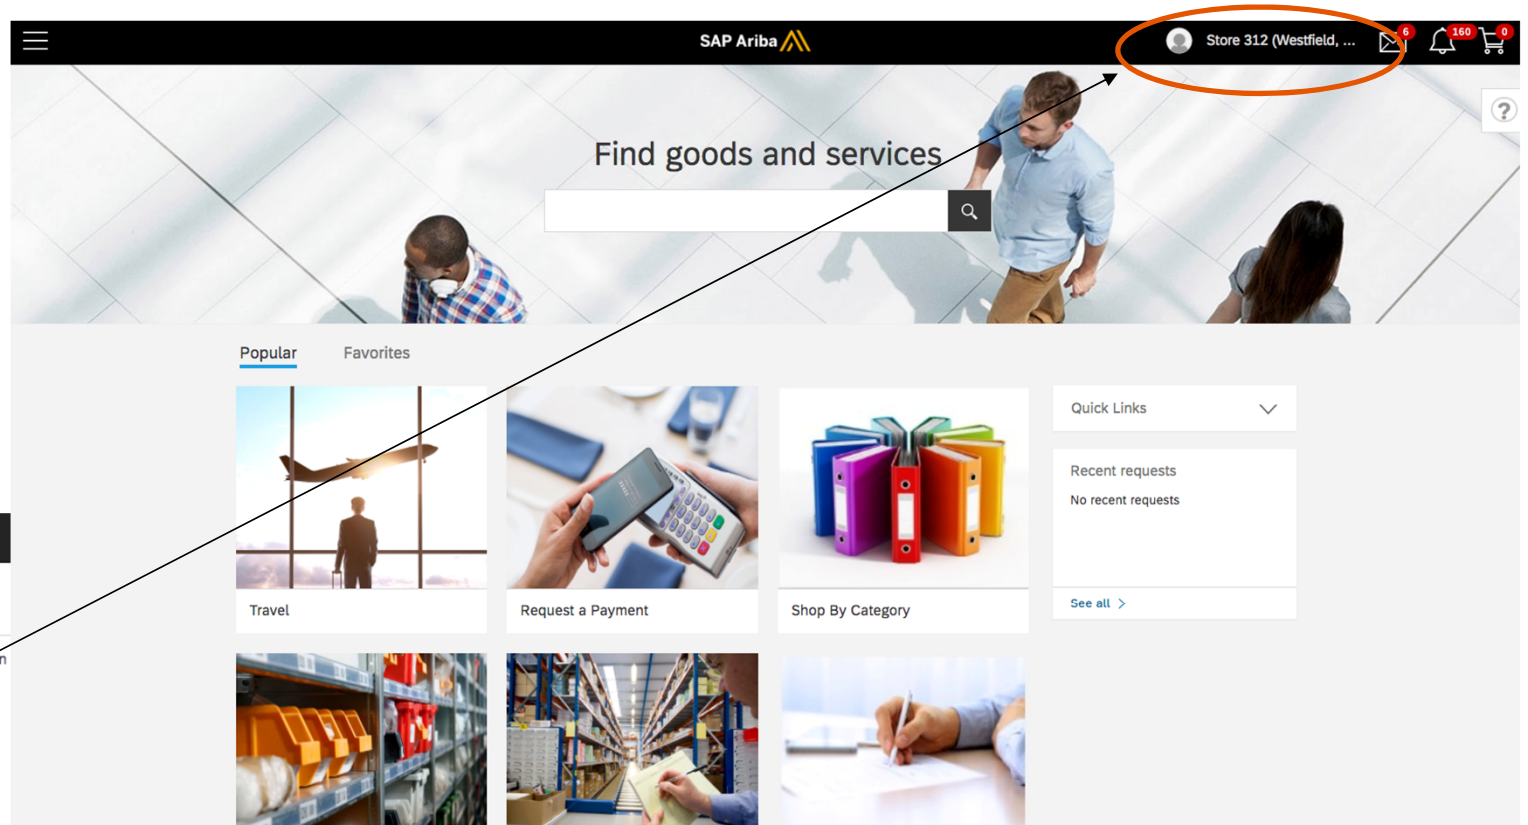 SAP Ariba
Store 312 (Westfield, ...
6
160
0
?
Find goods and services
Popular
Favorites
Quick Links
Recent requests
No recent requests
See all >
Travel
Request a Payment
Shop By Category
n